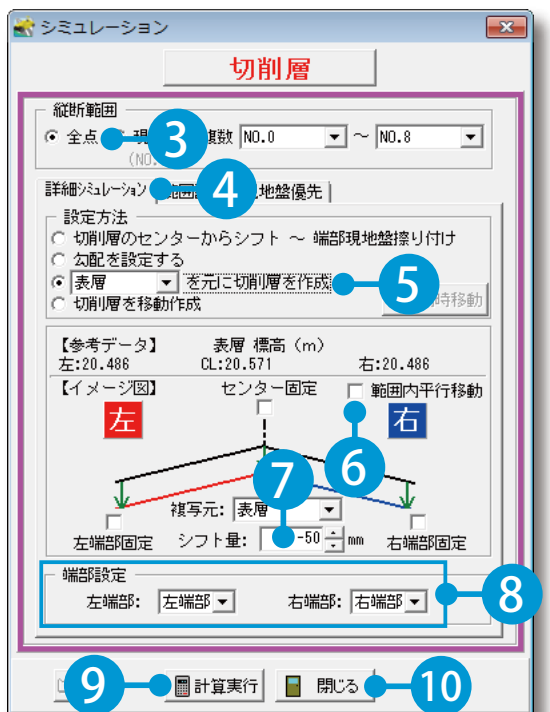 シミュレーション
切削層
縦断範囲
全点 3 現 複数 NO.0 ～ NO.8
(NO.
詳細シミュレーション 4 地盤優先
設定方法
切削層のセンターからシフト ～ 端部現地盤擦り付け
勾配を設定する
表層 を元に切削層を作成 5
切削層を移動作成 時移動
【参考データ】 表層 標高（m）
左:20.486 CL:20.571 右:20.486
【イメージ図】 センター固定 範囲内平行移動
左 右
6
7
複写元: 表層
シフト量: -50 mm
左端部固定 右端部固定
端部設定
左端部: 左端部 右端部: 右端部 8
9 計算実行 閉じる 10